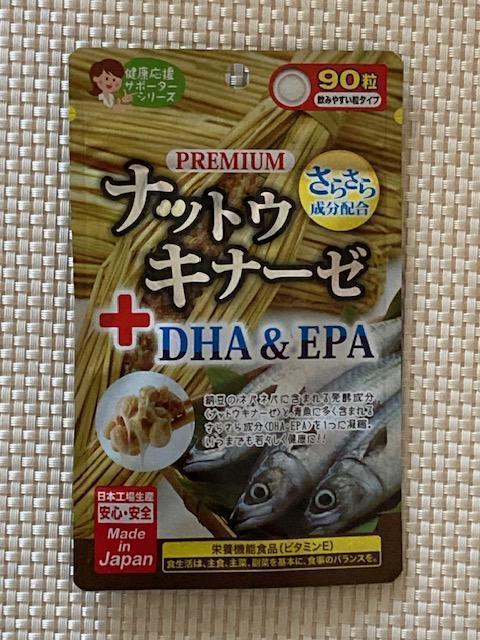 健康応援
サポーター
シリーズ
90粒
飲みやすい粒タイプ
PREMIUM
さらさら
成分配合
ナットウ
キナーゼ
+DHA & EPA
納豆のネバネバに含まれる発酵成分
(ナットウキナーゼ)と、青魚に多く含まれる
さらさら成分(DHA・EPA)を1つに凝縮。
いつまでも若々しく健康に!!
日本工場生産
安心・安全
Made
in
Japan
栄養機能食品(ビタミンE)
食生活は、主食、主菜、副菜を基本に、食事のバランスを。